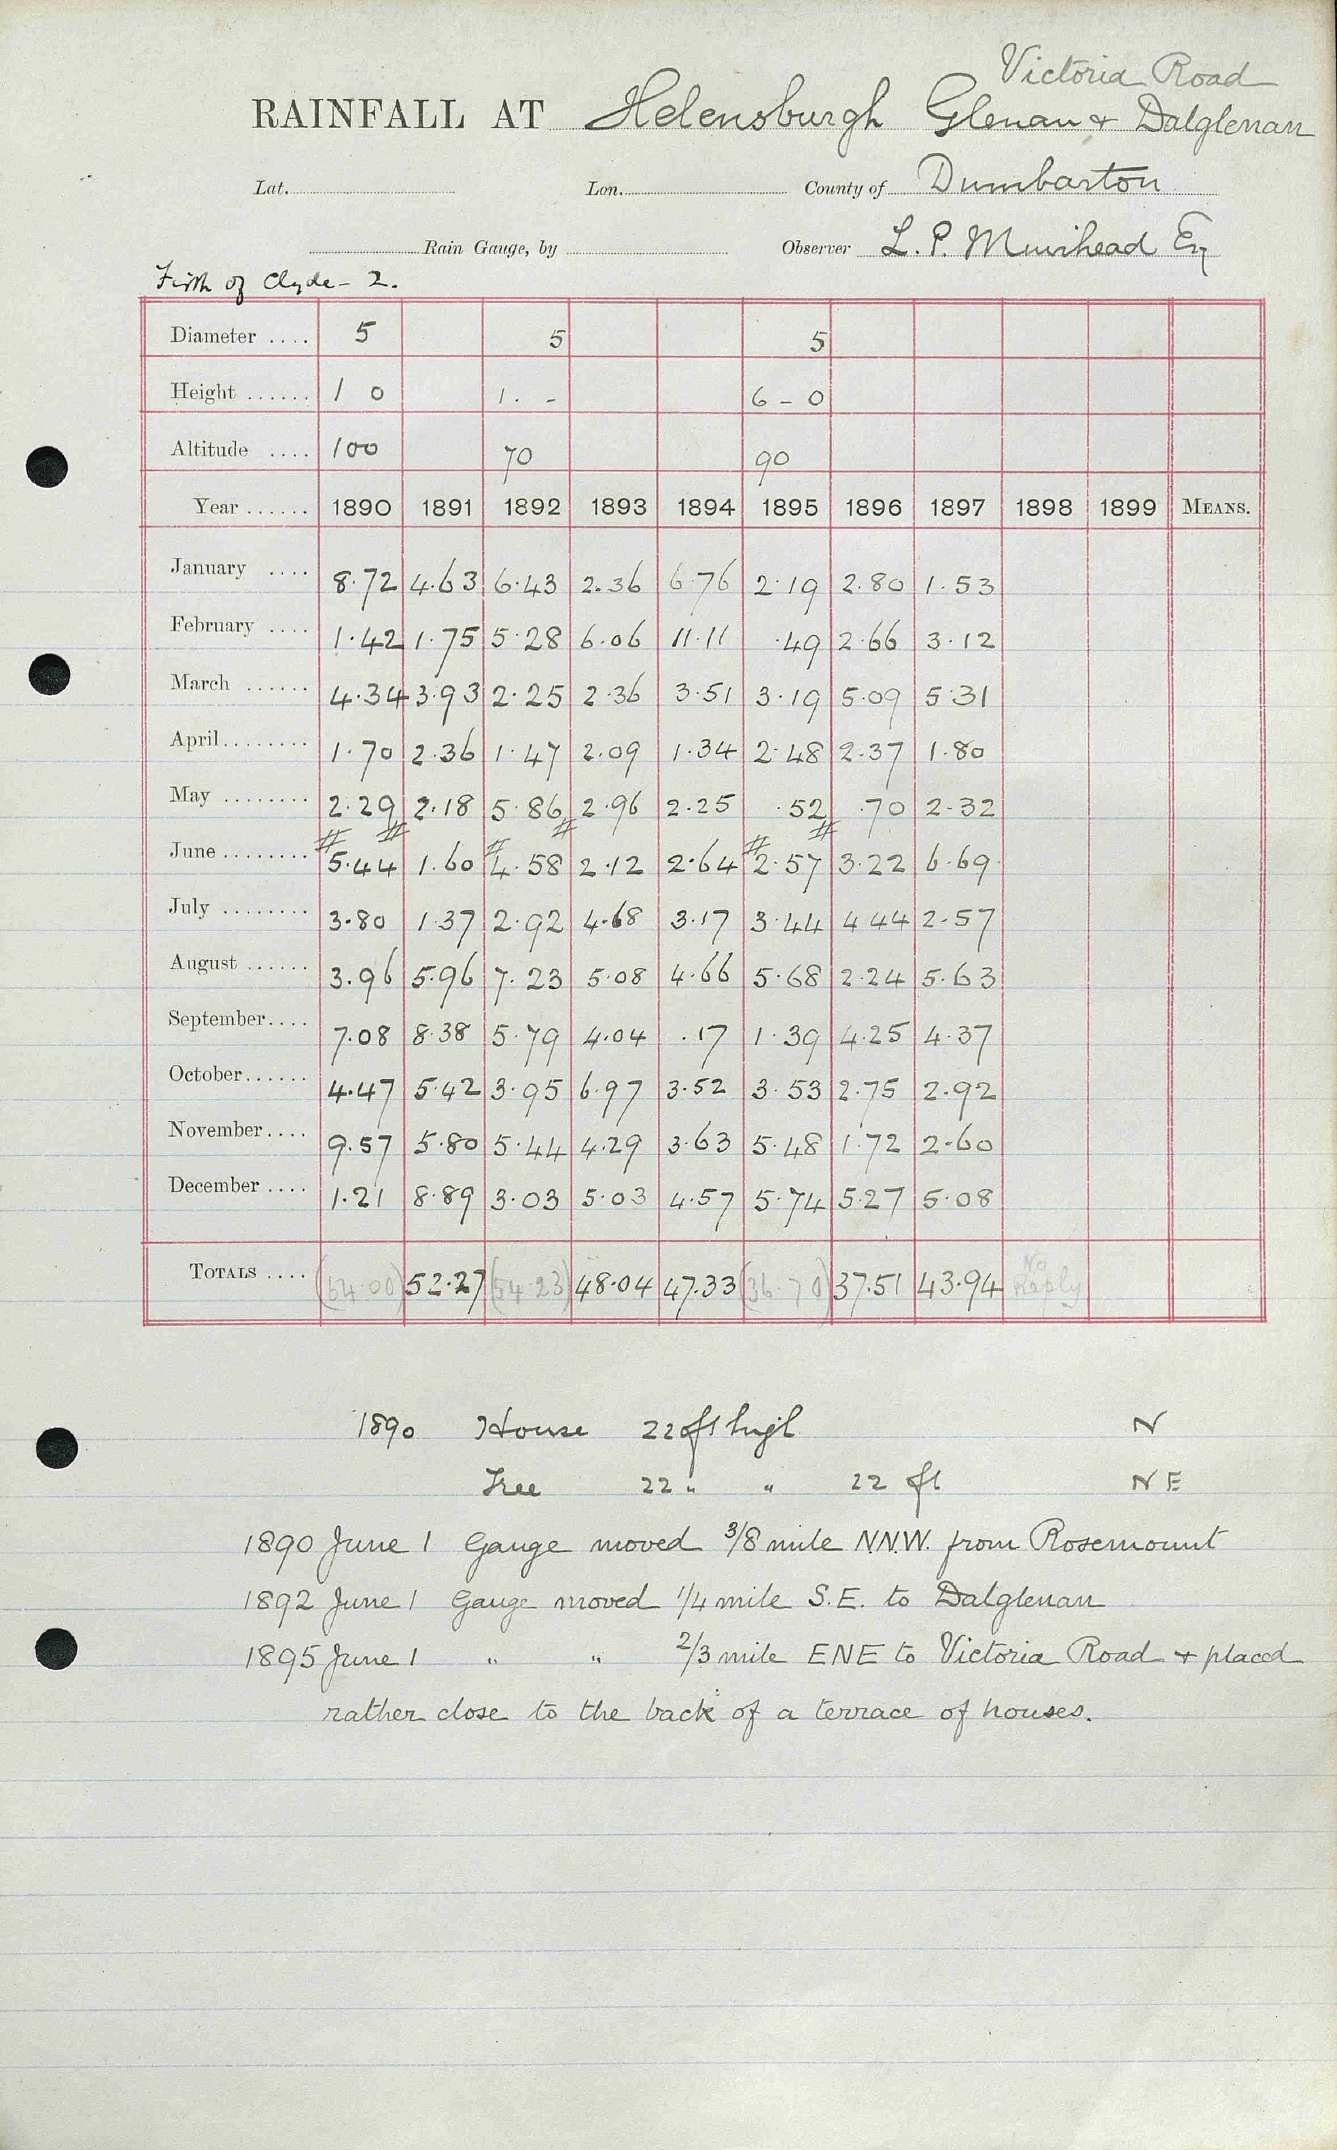 Victoria Road
RAINFALL AT Helensburgh Glenan & Dalglenan
Lat. Lon. County of Dumbarton
Rain Gauge, by Observer L. P. Muirhead Esq
Firth of Clyde - 2.
Diameter .... 5 5 5
Height ...... 1 0 1. - 6 - 0
Altitude .... 100 70 90
Year ...... 1890 1891 1892 1893 1894 1895 1896 1897 1898 1899 MEANS.
January .... 8.72 4.63 6.43 2.36 6.76 2.19 2.80 1.53
February .... 1.42 1.75 5.28 6.06 11.11 .49 2.66 3.12
March ...... 4.34 3.93 2.25 2.36 3.51 3.19 5.09 5.31
April........ 1.70 2.36 1.47 2.09 1.34 2.48 2.37 1.80
May ........ 2.29 2.18 5.86 2.96 2.25 .52 .70 2.32
June ........ # 5.44 # 1.60 # 4.58 # 2.12 2.64 # 2.57 # 3.22 6.69
July ........ 3.80 1.37 2.92 4.68 3.17 3.44 4.44 2.57
August ...... 3.96 5.96 7.23 5.08 4.66 5.68 2.24 5.63
September.... 7.08 8.38 5.79 4.04 .17 1.39 4.25 4.37
October...... 4.47 5.42 3.95 6.97 3.52 3.53 2.75 2.92
November.... 9.57 5.80 5.44 4.29 3.63 5.48 1.72 2.60
December .... 1.21 8.89 3.03 5.03 4.57 5.74 5.27 5.08
TOTALS .... (54.00) 52.27 (54.23) 48.04 47.33 (36.70) 37.51 43.94 No Reply
1890 House 22 ft high N
Tree 22 " " 22 ft NE
1890 June 1 Gauge moved 3/8 mile N.N.W. from Rosemount
1892 June 1 Gauge moved 1/4 mile S.E. to Dalglenan
1895 June 1 " " 2/3 mile ENE to Victoria Road & placed
rather close to the back of a terrace of houses.